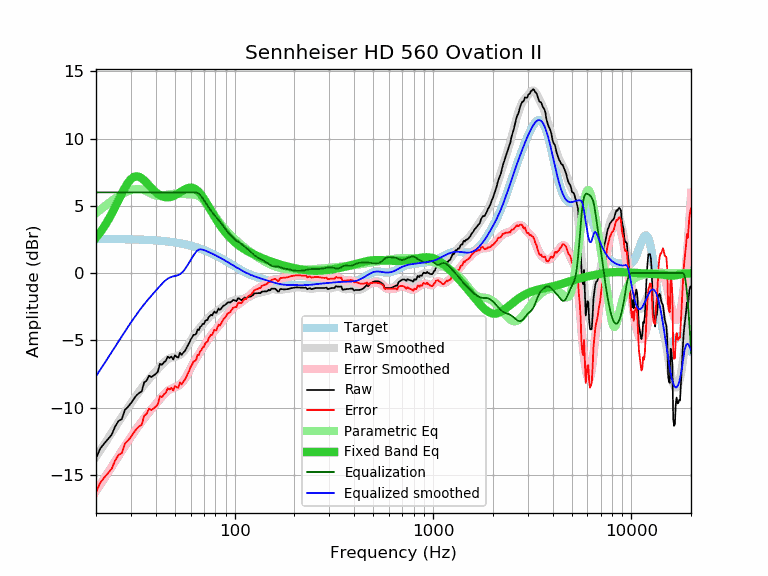 Sennheiser HD 560 Ovation II
Amplitude (dBr)
15
10
5
0
−5
−10
−15
Target
Raw Smoothed
Error Smoothed
Raw
Error
Parametric Eq
Fixed Band Eq
Equalization
Equalized smoothed
100
1000
10000
Frequency (Hz)